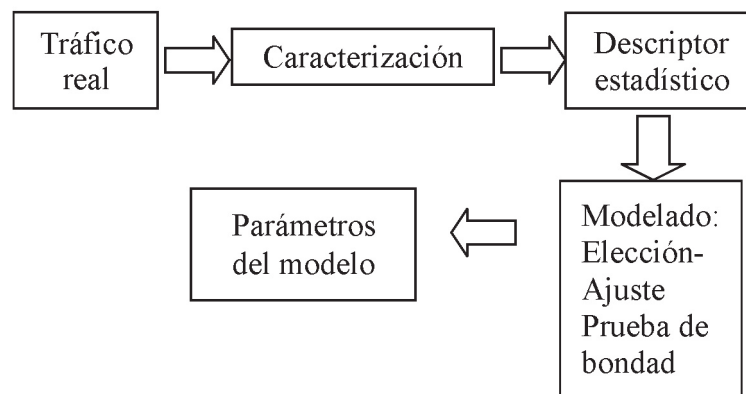 Tráfico
real
Caracterización
Descriptor
estadístico
Modelado:
Elección-
Ajuste
Prueba de
bondad
Parámetros
del modelo